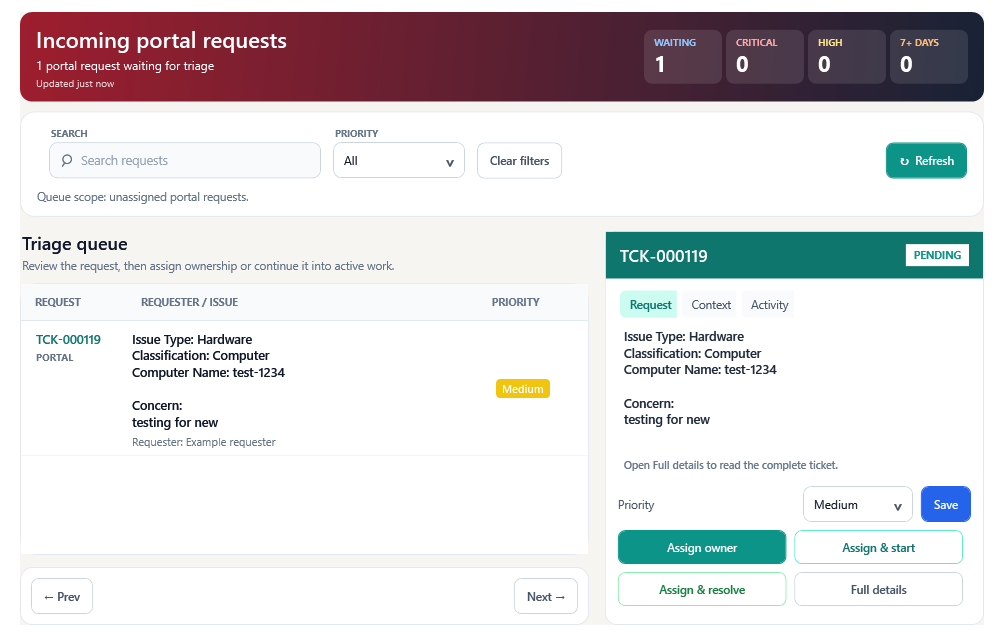 Incoming portal requests
1 portal request waiting for triage
Updated just now
WAITING
1
CRITICAL
0
HIGH
0
7+ DAYS
0
SEARCH
Search requests
PRIORITY
All
Clear filters
↻ Refresh
Queue scope: unassigned portal requests.
Triage queue
Review the request, then assign ownership or continue it into active work.
REQUEST
REQUESTER / ISSUE
PRIORITY
TCK-000119
PORTAL
Issue Type: Hardware
Classification: Computer
Computer Name: test-1234
Concern:
testing for new
Requester: Example requester
Medium
← Prev
Next →
TCK-000119
PENDING
Request
Context
Activity
Issue Type: Hardware
Classification: Computer
Computer Name: test-1234
Concern:
testing for new
Open Full details to read the complete ticket.
Priority
Medium
Save
Assign owner
Assign & start
Assign & resolve
Full details